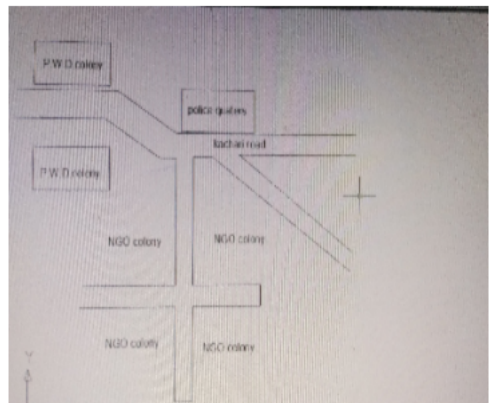 P.W.D colony
police quaters
kachari road
P.W.D colony
NGO colony
NGO colony
NGO colony
NGO colony
Y